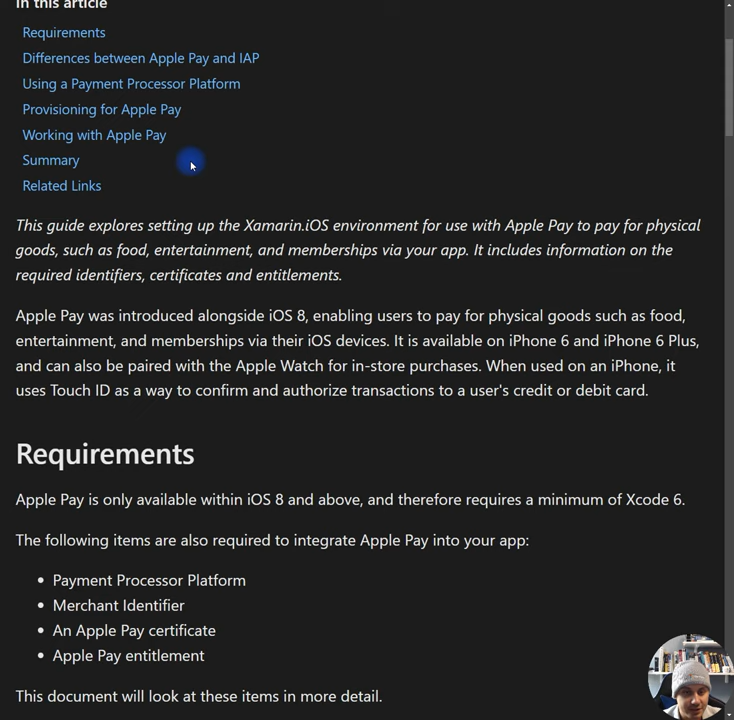 In this article
Requirements
Differences between Apple Pay and IAP
Using a Payment Processor Platform
Provisioning for Apple Pay
Working with Apple Pay
Summary
Related Links
This guide explores setting up the Xamarin.iOS environment for use with Apple Pay to pay for physical
goods, such as food, entertainment, and memberships via your app. It includes information on the
required identifiers, certificates and entitlements.
Apple Pay was introduced alongside iOS 8, enabling users to pay for physical goods such as food,
entertainment, and memberships via their iOS devices. It is available on iPhone 6 and iPhone 6 Plus,
and can also be paired with the Apple Watch for in-store purchases. When used on an iPhone, it
uses Touch ID as a way to confirm and authorize transactions to a user's credit or debit card.
Requirements
Apple Pay is only available within iOS 8 and above, and therefore requires a minimum of Xcode 6.
The following items are also required to integrate Apple Pay into your app:
• Payment Processor Platform
• Merchant Identifier
• An Apple Pay certificate
• Apple Pay entitlement
This document will look at these items in more detail.